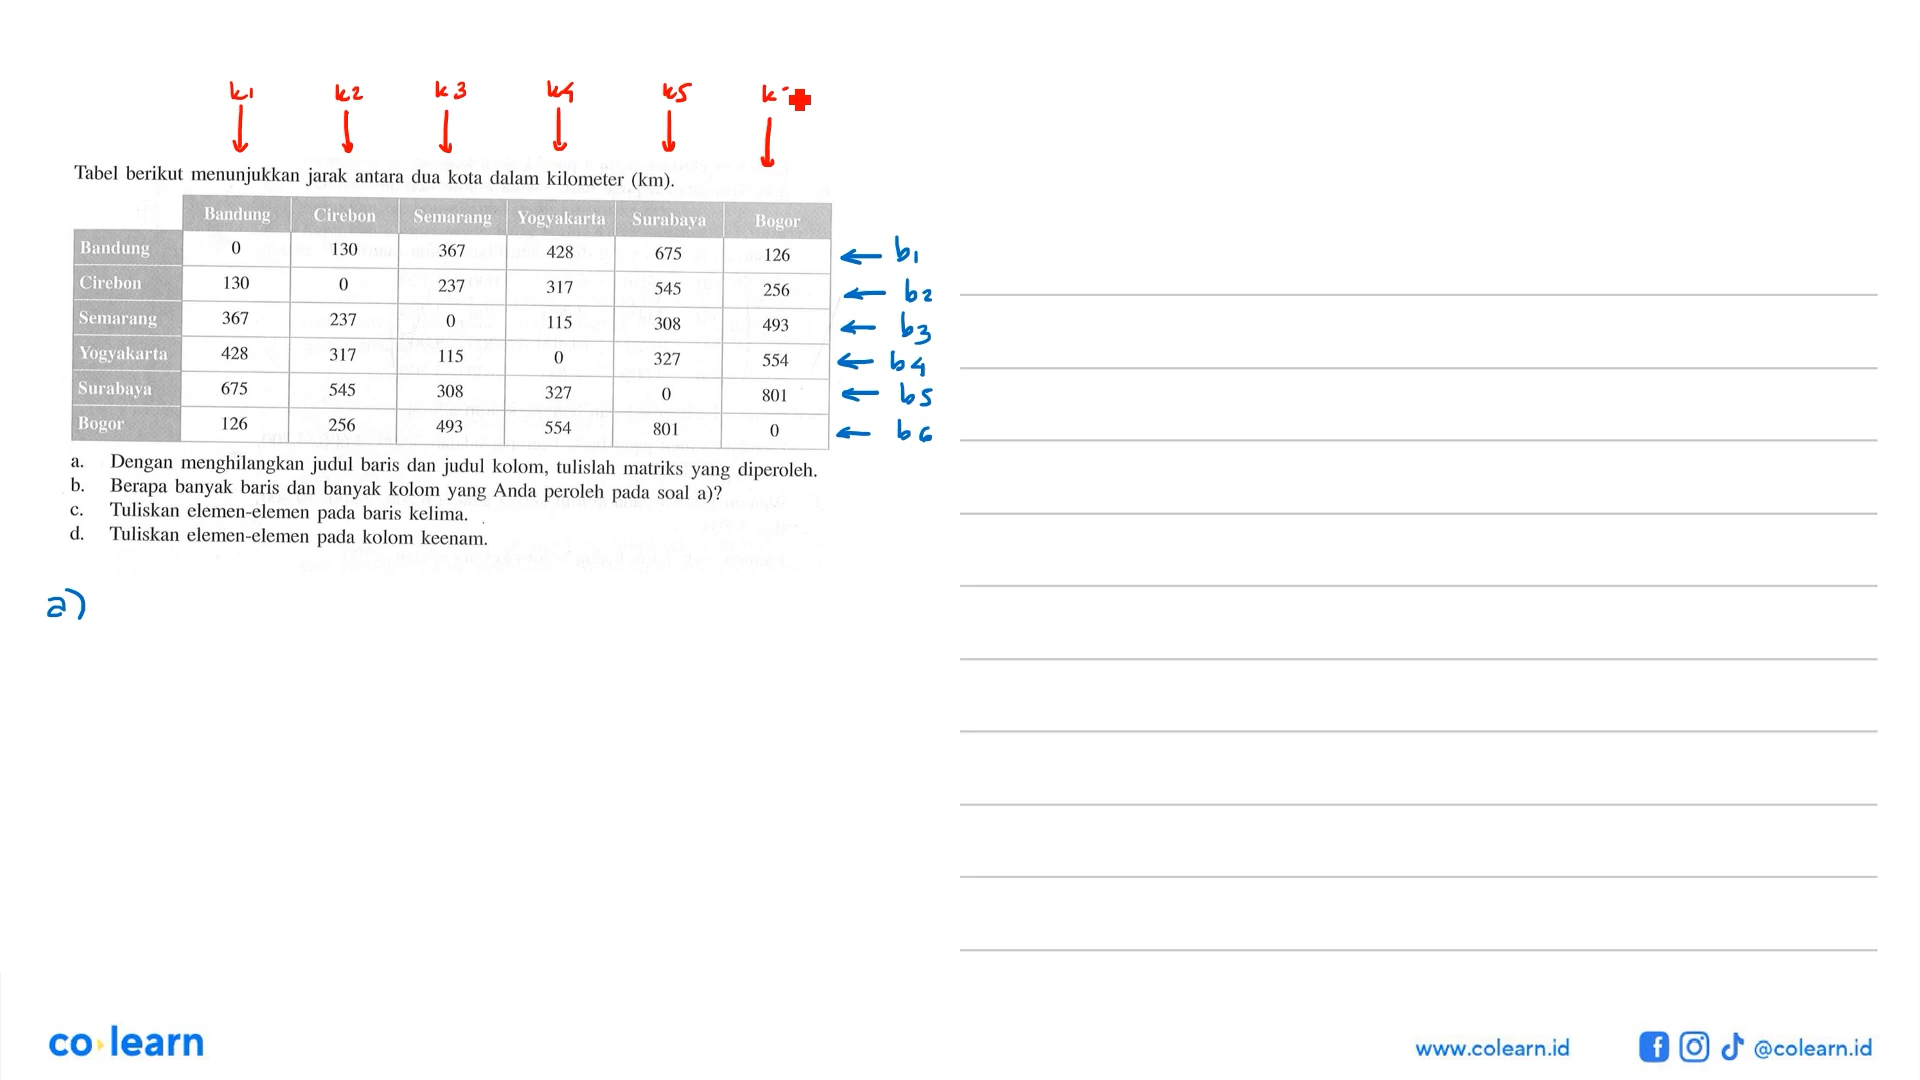 k1 k2 k3 k4 k5 k
Tabel berikut menunjukkan jarak antara dua kota dalam kilometer (km).
Bandung Cirebon Semarang Yogyakarta Surabaya Bogor
Bandung 0 130 367 428 675 126 ← b1
Cirebon 130 0 237 317 545 256 ← b2
Semarang 367 237 0 115 308 493 ← b3
Yogyakarta 428 317 115 0 327 554 ← b4
Surabaya 675 545 308 327 0 801 ← b5
Bogor 126 256 493 554 801 0 ← b6
a. Dengan menghilangkan judul baris dan judul kolom, tulislah matriks yang diperoleh.
b. Berapa banyak baris dan banyak kolom yang Anda peroleh pada soal a)?
c. Tuliskan elemen-elemen pada baris kelima.
d. Tuliskan elemen-elemen pada kolom keenam.
a)
co learn
www.colearn.id @colearn.id